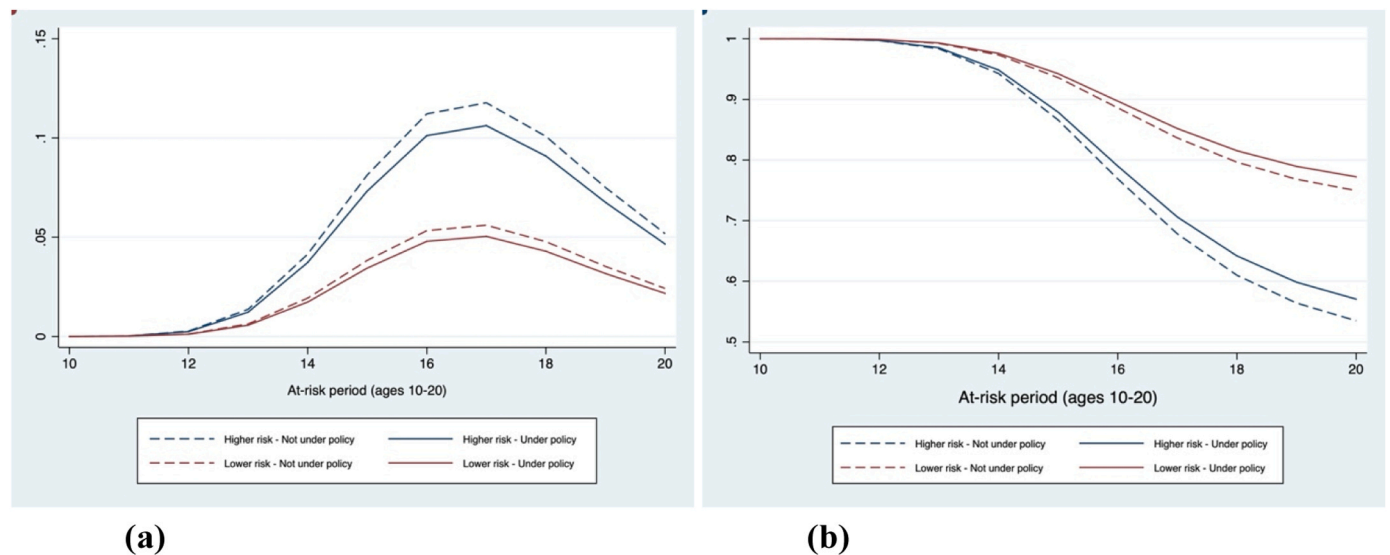 .15
.1
.05
0
10 12 14 16 18 20
At-risk period (ages 10-20)
Higher risk - Not under policy Higher risk - Under policy
Lower risk - Not under policy Lower risk - Under policy
(a)
1
.9
.8
.7
.6
.5
10 12 14 16 18 20
At-risk period (ages 10-20)
Higher risk - Not under policy Higher risk - Under policy
Lower risk - Not under policy Lower risk - Under policy
(b)